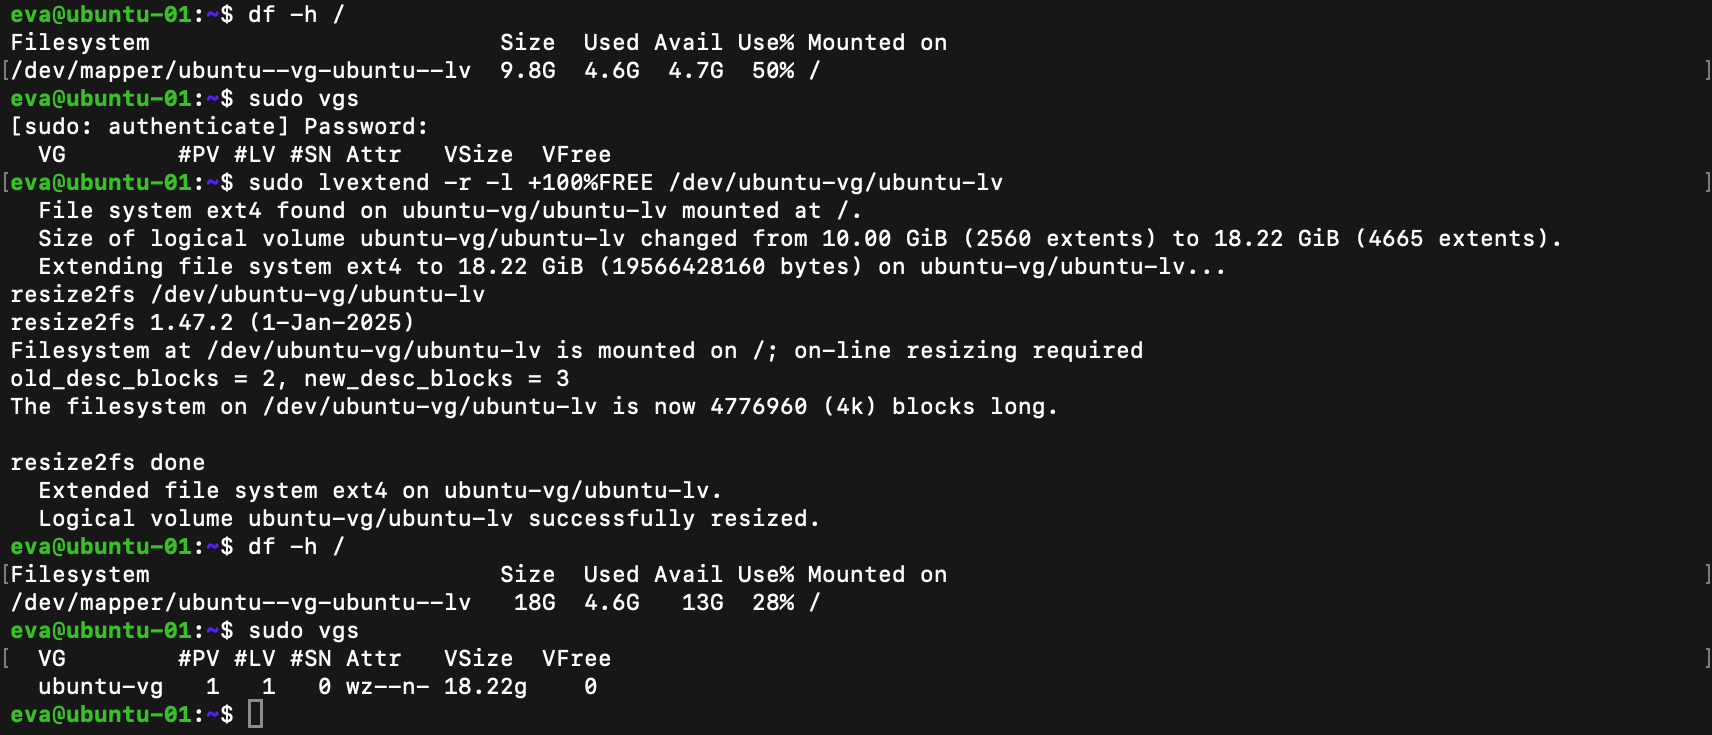 eva@ubuntu-01:~$ df -h /
Filesystem                         Size  Used Avail Use% Mounted on
[/dev/mapper/ubuntu--vg-ubuntu--lv  9.8G  4.6G  4.7G  50% /                                                               ]
eva@ubuntu-01:~$ sudo vgs
[sudo: authenticate] Password:
  VG        #PV #LV #SN Attr   VSize  VFree
[eva@ubuntu-01:~$ sudo lvextend -r -l +100%FREE /dev/ubuntu-vg/ubuntu-lv                                                  ]
  File system ext4 found on ubuntu-vg/ubuntu-lv mounted at /.
  Size of logical volume ubuntu-vg/ubuntu-lv changed from 10.00 GiB (2560 extents) to 18.22 GiB (4665 extents).
  Extending file system ext4 to 18.22 GiB (19566428160 bytes) on ubuntu-vg/ubuntu-lv...
resize2fs /dev/ubuntu-vg/ubuntu-lv
resize2fs 1.47.2 (1-Jan-2025)
Filesystem at /dev/ubuntu-vg/ubuntu-lv is mounted on /; on-line resizing required
old_desc_blocks = 2, new_desc_blocks = 3
The filesystem on /dev/ubuntu-vg/ubuntu-lv is now 4776960 (4k) blocks long.

resize2fs done
  Extended file system ext4 on ubuntu-vg/ubuntu-lv.
  Logical volume ubuntu-vg/ubuntu-lv successfully resized.
eva@ubuntu-01:~$ df -h /
[Filesystem                         Size  Used Avail Use% Mounted on                                                      ]
/dev/mapper/ubuntu--vg-ubuntu--lv   18G  4.6G   13G  28% /
eva@ubuntu-01:~$ sudo vgs
[  VG        #PV #LV #SN Attr   VSize  VFree                                                                              ]
  ubuntu-vg   1   1   0 wz--n- 18.22g    0
eva@ubuntu-01:~$